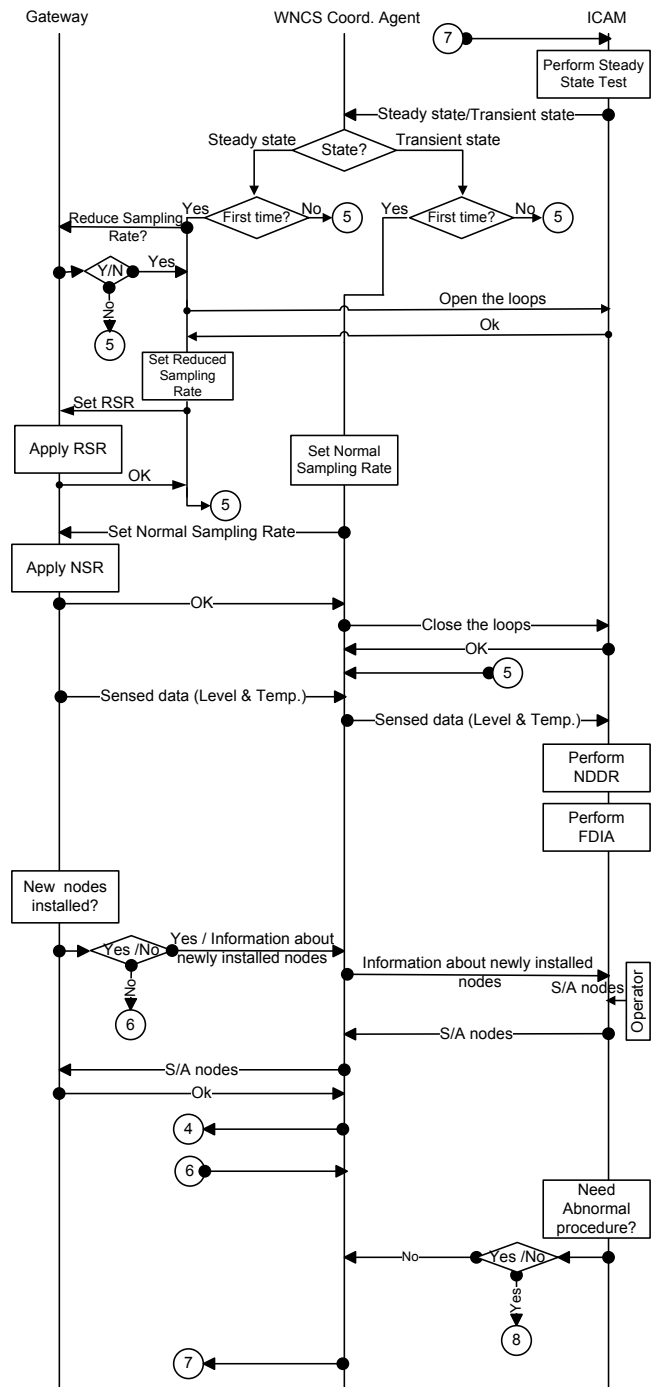 Gateway
WNCS Coord. Agent
ICAM
7
Perform Steady
State Test
Steady state/Transient state
Steady state
State?
Transient state
Yes
First time?
No
5
Yes
First time?
No
5
Reduce Sampling
Rate?
Y/N
Yes
No
5
Open the loops
Ok
Set Reduced
Sampling
Rate
Set RSR
Apply RSR
Set Normal
Sampling Rate
OK
5
Set Normal Sampling Rate
Apply NSR
OK
Close the loops
OK
5
Sensed data (Level & Temp.)
Sensed data (Level & Temp.)
Perform
NDDR
Perform
FDIA
New nodes
installed?
Yes /No
Yes / Information about
newly installed nodes
No
6
Information about newly installed
nodes
S/A nodes
Operator
S/A nodes
S/A nodes
Ok
4
6
Need
Abnormal
procedure?
Yes /No
No
Yes
8
7